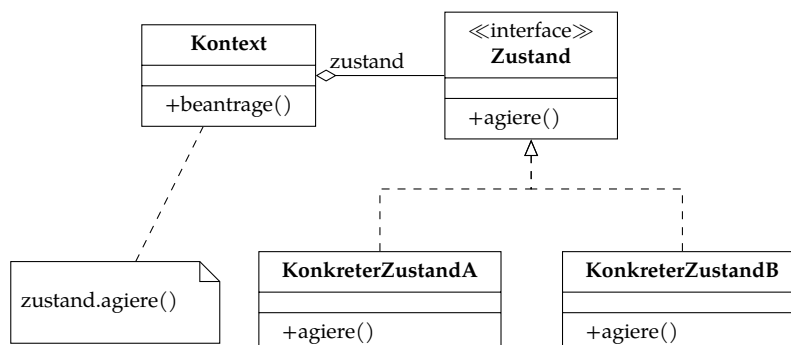 Kontext
+beantrage()
zustand
≪interface≫
Zustand
+agiere()
zustand.agiere()
KonkreterZustandA
+agiere()
KonkreterZustandB
+agiere()